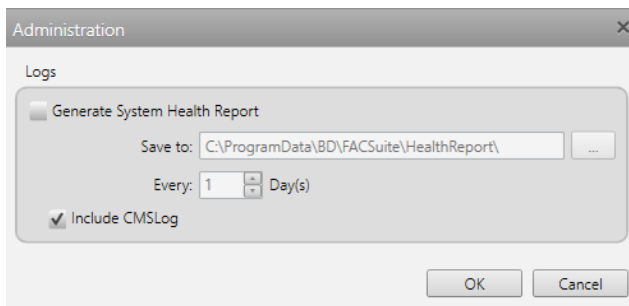 Administration
Logs
Generate System Health Report
Save to: C:\ProgramData\BD\FACSuite\HealthReport\ ...
Every: 1 Day(s)
Include CMSLog
OK Cancel